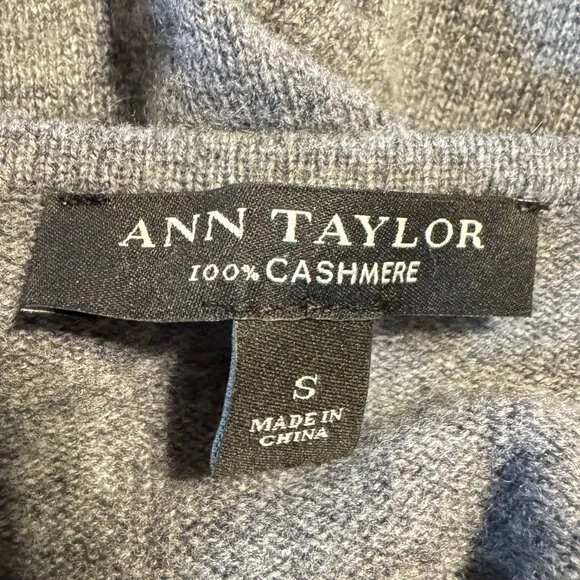 ANN TAYLOR
100% CASHMERE
S
MADE IN
CHINA